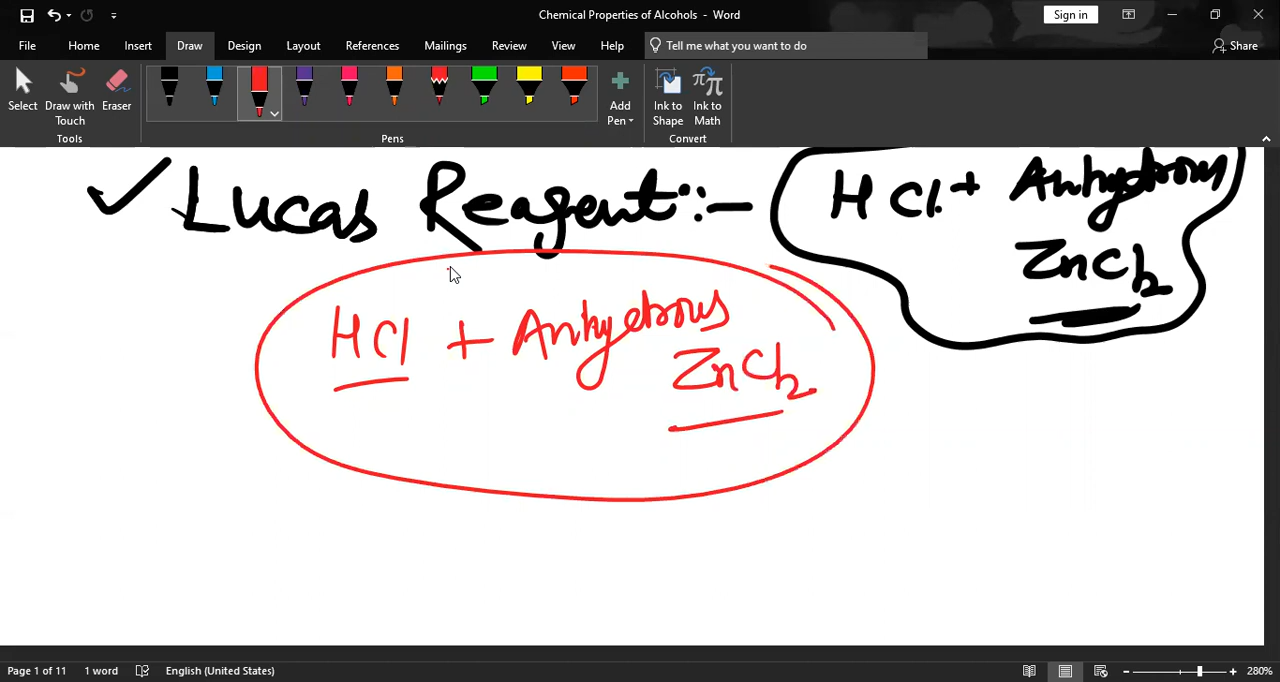 Chemical Properties of Alcohols - Word
Sign in
File Home Insert Draw Design Layout References Mailings Review View Help Tell me what you want to do Share
Select Draw with Touch Eraser Add Pen Ink to Shape Ink to Math
Tools Pens Convert
Lucas Reagent:- HCl + Anhydrous
ZnCl2
HCl + Anhydrous
ZnCl2
Page 1 of 11 1 word English (United States) 280%